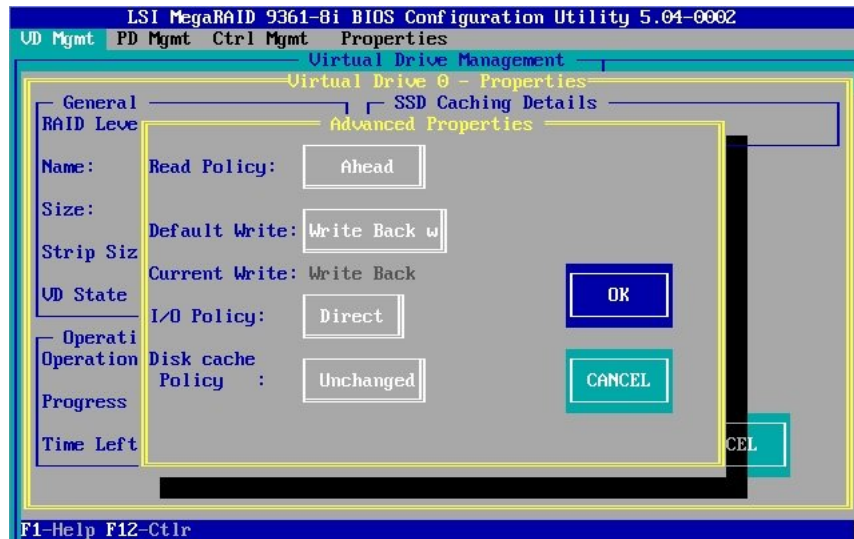 LSI MegaRAID 9361-8i BIOS Configuration Utility 5.04-0002
VD Mgmt PD Mgmt Ctrl Mgmt Properties
Virtual Drive Management
Virtual Drive 0 - Properties
General SSD Caching Details
RAID Leve
Advanced Properties
Name:
Read Policy: Ahead
Size:
Default Write: Write Back w
Strip Siz
Current Write: Write Back
VD State
OK
I/O Policy: Direct
Operati
Operation
Disk cache
Policy : Unchanged
CANCEL
Progress
Time Left
CEL
F1-Help F12-Ctlr